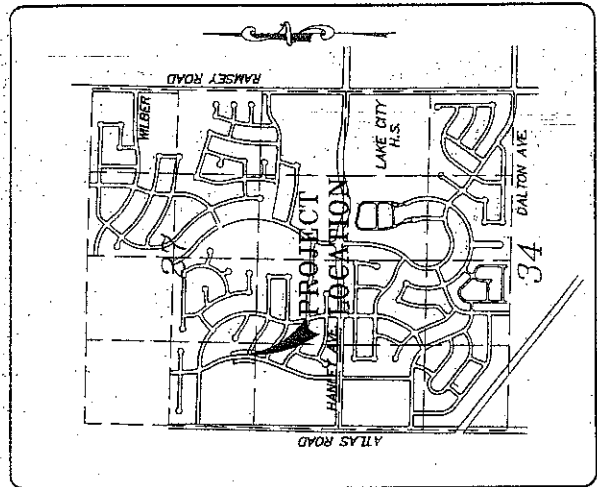 RAMSEY ROAD
WILBER
LAKE CITY
H.S.
DALTON AVE.
PROJECT
LOCATION
HANLEY AVE.
34
ATLAS ROAD